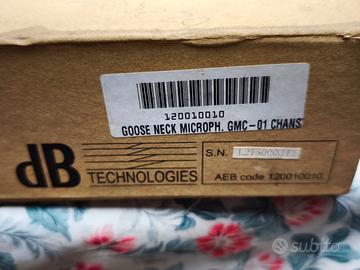 120010010
GOOSE NECK MICROPH. GMC-01 CHANS
dB
TECHNOLOGIES
S.N.
AEB code 120010010
subito